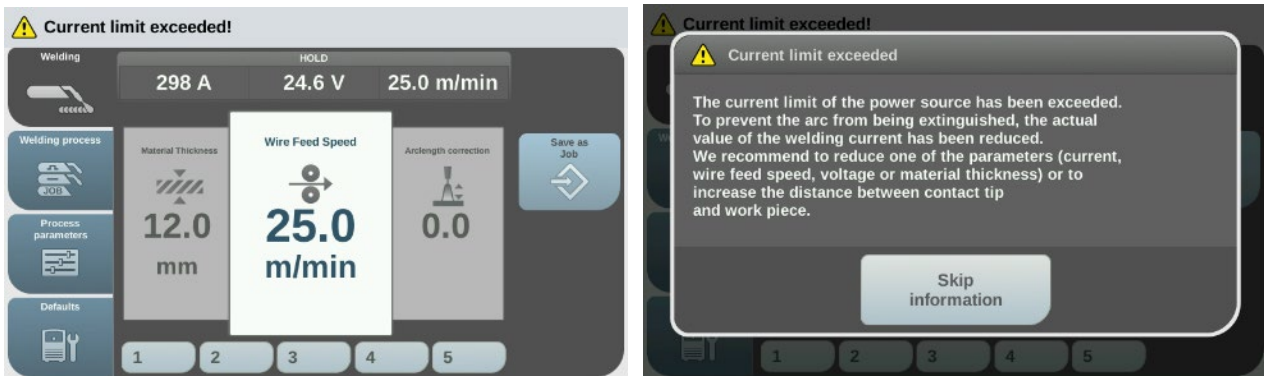 Current limit exceeded!
Welding
HOLD
298 A 24.6 V 25.0 m/min
Welding process
JOB
Process
parameters
Defaults
Material Thickness
12.0
mm
Wire Feed Speed
25.0
m/min
Arclength correction
0.0
Save as
Job
1 2 3 4 5
Current limit exceeded!
Current limit exceeded
The current limit of the power source has been exceeded.
To prevent the arc from being extinguished, the actual
value of the welding current has been reduced.
We recommend to reduce one of the parameters (current,
wire feed speed, voltage or material thickness) or to
increase the distance between contact tip
and work piece.
Skip
information
1 2 3 4 5